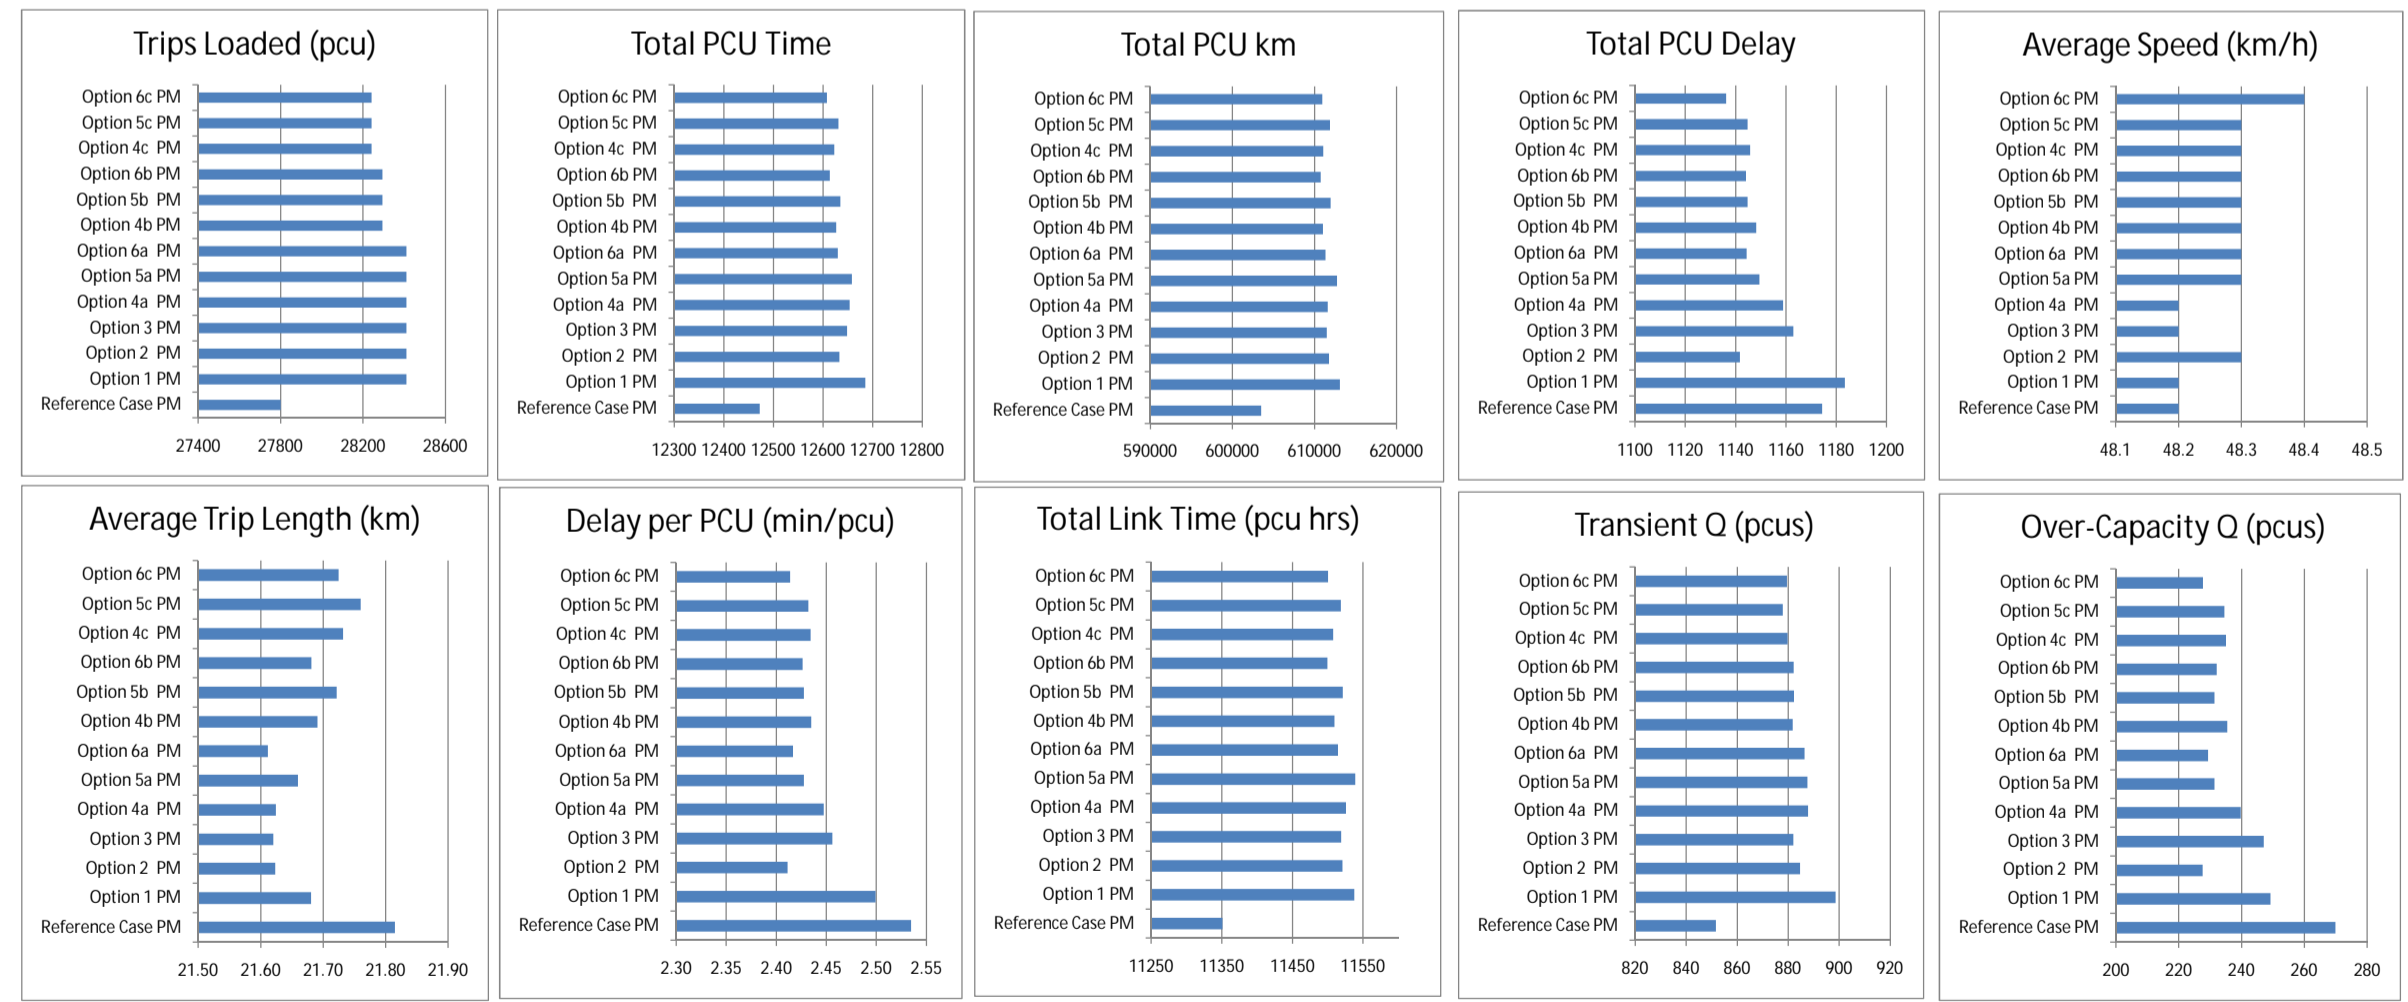 Trips Loaded (pcu)
Option 6c PM
Option 5c PM
Option 4c PM
Option 6b PM
Option 5b PM
Option 4b PM
Option 6a PM
Option 5a PM
Option 4a PM
Option 3 PM
Option 2 PM
Option 1 PM
Reference Case PM
27400 27800 28200 28600
Total PCU Time
Option 6c PM
Option 5c PM
Option 4c PM
Option 6b PM
Option 5b PM
Option 4b PM
Option 6a PM
Option 5a PM
Option 4a PM
Option 3 PM
Option 2 PM
Option 1 PM
Reference Case PM
12300 12400 12500 12600 12700 12800
Total PCU km
Option 6c PM
Option 5c PM
Option 4c PM
Option 6b PM
Option 5b PM
Option 4b PM
Option 6a PM
Option 5a PM
Option 4a PM
Option 3 PM
Option 2 PM
Option 1 PM
Reference Case PM
590000 600000 610000 620000
Total PCU Delay
Option 6c PM
Option 5c PM
Option 4c PM
Option 6b PM
Option 5b PM
Option 4b PM
Option 6a PM
Option 5a PM
Option 4a PM
Option 3 PM
Option 2 PM
Option 1 PM
Reference Case PM
1100 1120 1140 1160 1180 1200
Average Speed (km/h)
Option 6c PM
Option 5c PM
Option 4c PM
Option 6b PM
Option 5b PM
Option 4b PM
Option 6a PM
Option 5a PM
Option 4a PM
Option 3 PM
Option 2 PM
Option 1 PM
Reference Case PM
48.1 48.2 48.3 48.4 48.5
Average Trip Length (km)
Option 6c PM
Option 5c PM
Option 4c PM
Option 6b PM
Option 5b PM
Option 4b PM
Option 6a PM
Option 5a PM
Option 4a PM
Option 3 PM
Option 2 PM
Option 1 PM
Reference Case PM
21.50 21.60 21.70 21.80 21.90
Delay per PCU (min/pcu)
Option 6c PM
Option 5c PM
Option 4c PM
Option 6b PM
Option 5b PM
Option 4b PM
Option 6a PM
Option 5a PM
Option 4a PM
Option 3 PM
Option 2 PM
Option 1 PM
Reference Case PM
2.30 2.35 2.40 2.45 2.50 2.55
Total Link Time (pcu hrs)
Option 6c PM
Option 5c PM
Option 4c PM
Option 6b PM
Option 5b PM
Option 4b PM
Option 6a PM
Option 5a PM
Option 4a PM
Option 3 PM
Option 2 PM
Option 1 PM
Reference Case PM
11250 11350 11450 11550
Transient Q (pcus)
Option 6c PM
Option 5c PM
Option 4c PM
Option 6b PM
Option 5b PM
Option 4b PM
Option 6a PM
Option 5a PM
Option 4a PM
Option 3 PM
Option 2 PM
Option 1 PM
Reference Case PM
820 840 860 880 900 920
Over-Capacity Q (pcus)
Option 6c PM
Option 5c PM
Option 4c PM
Option 6b PM
Option 5b PM
Option 4b PM
Option 6a PM
Option 5a PM
Option 4a PM
Option 3 PM
Option 2 PM
Option 1 PM
Reference Case PM
200 220 240 260 280